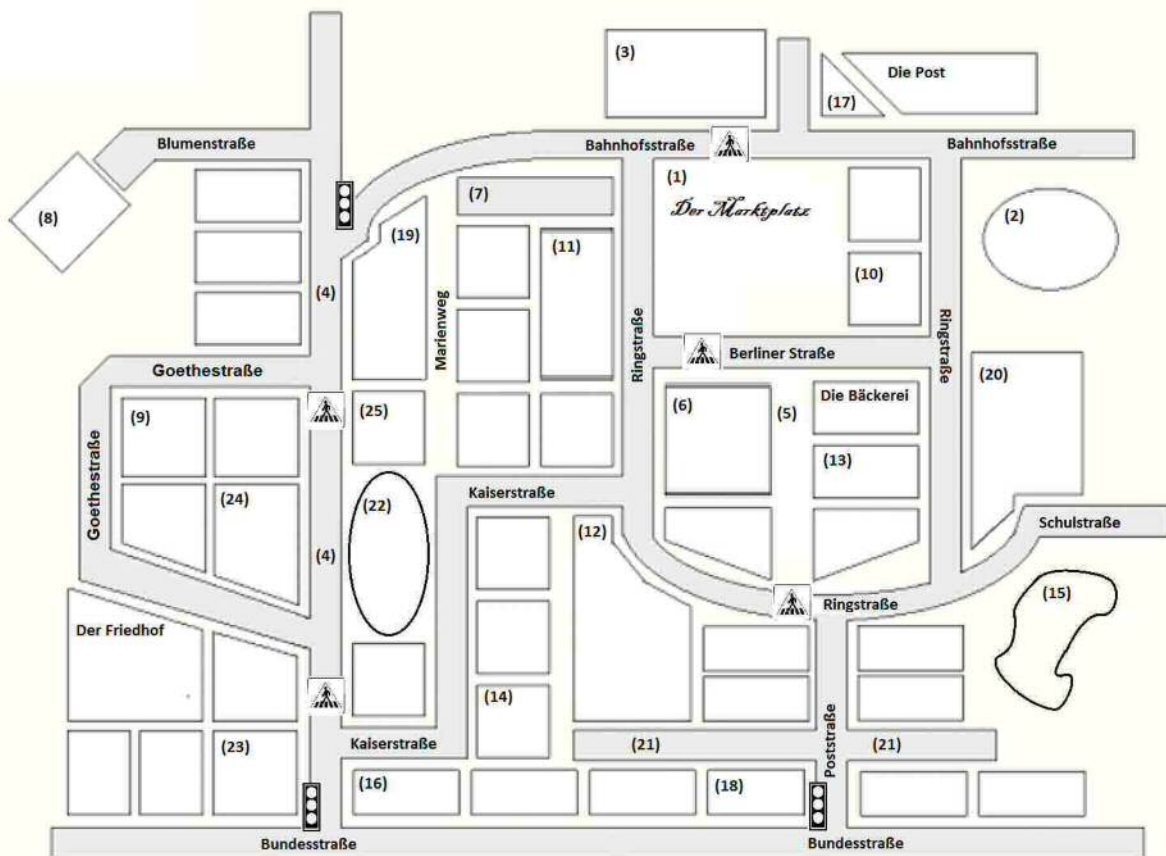 (3)
Die Post
(17)
Blumenstraße
Bahnhofsstraße
Bahnhofsstraße
(1)
Der Marktplatz
(7)
(8)
(2)
(19)
(11)
(10)
(4)
Marienweg
Ringstraße
Ringstraße
Berliner Straße
Goethestraße
(20)
(9)
(25)
(6)
(5)
Die Bäckerei
(13)
Goethestraße
(24)
(22)
Kaiserstraße
(12)
Schulstraße
(4)
(15)
Ringstraße
Der Friedhof
(14)
(23)
Kaiserstraße
(21)
Poststraße
(21)
(16)
(18)
Bundesstraße
Bundesstraße